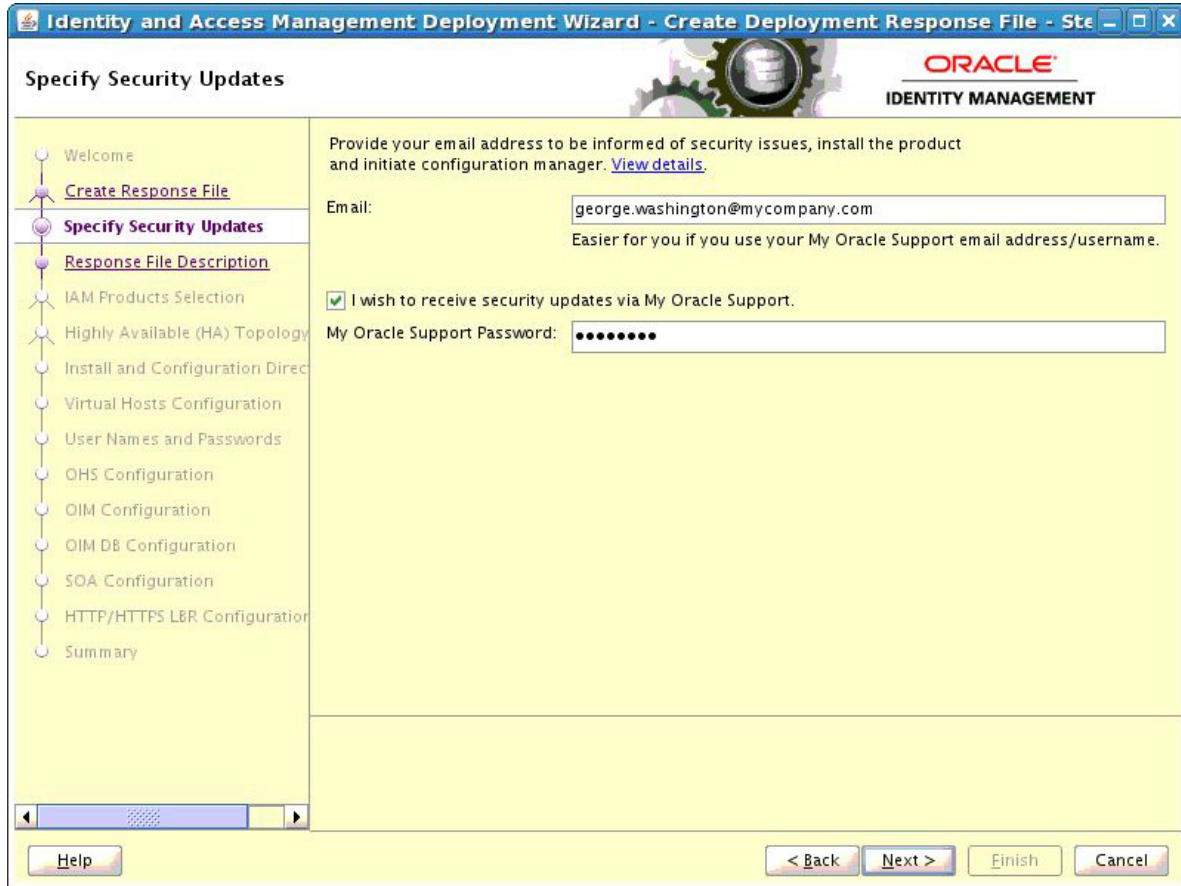 Identity and Access Management Deployment Wizard - Create Deployment Response File - Ste
Specify Security Updates
ORACLE
IDENTITY MANAGEMENT
Welcome
Create Response File
Specify Security Updates
Response File Description
IAM Products Selection
Highly Available (HA) Topology
Install and Configuration Direct
Virtual Hosts Configuration
User Names and Passwords
OHS Configuration
OIM Configuration
OIM DB Configuration
SOA Configuration
HTTP/HTTPS LBR Configuration
Summary
Provide your email address to be informed of security issues, install the product
and initiate configuration manager. View details.
Email:
george.washington@mycompany.com
Easier for you if you use your My Oracle Support email address/username.
I wish to receive security updates via My Oracle Support.
My Oracle Support Password:
••••••••
Help
< Back
Next >
Finish
Cancel